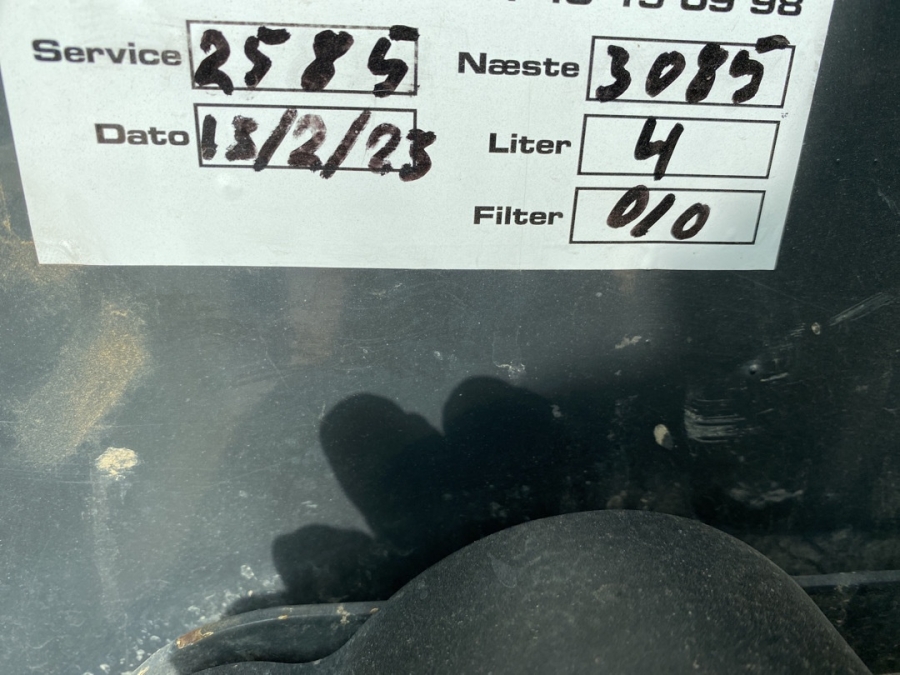 Service 2585 Næste 3085
Dato 13/2/23 Liter 4
Filter 0/0